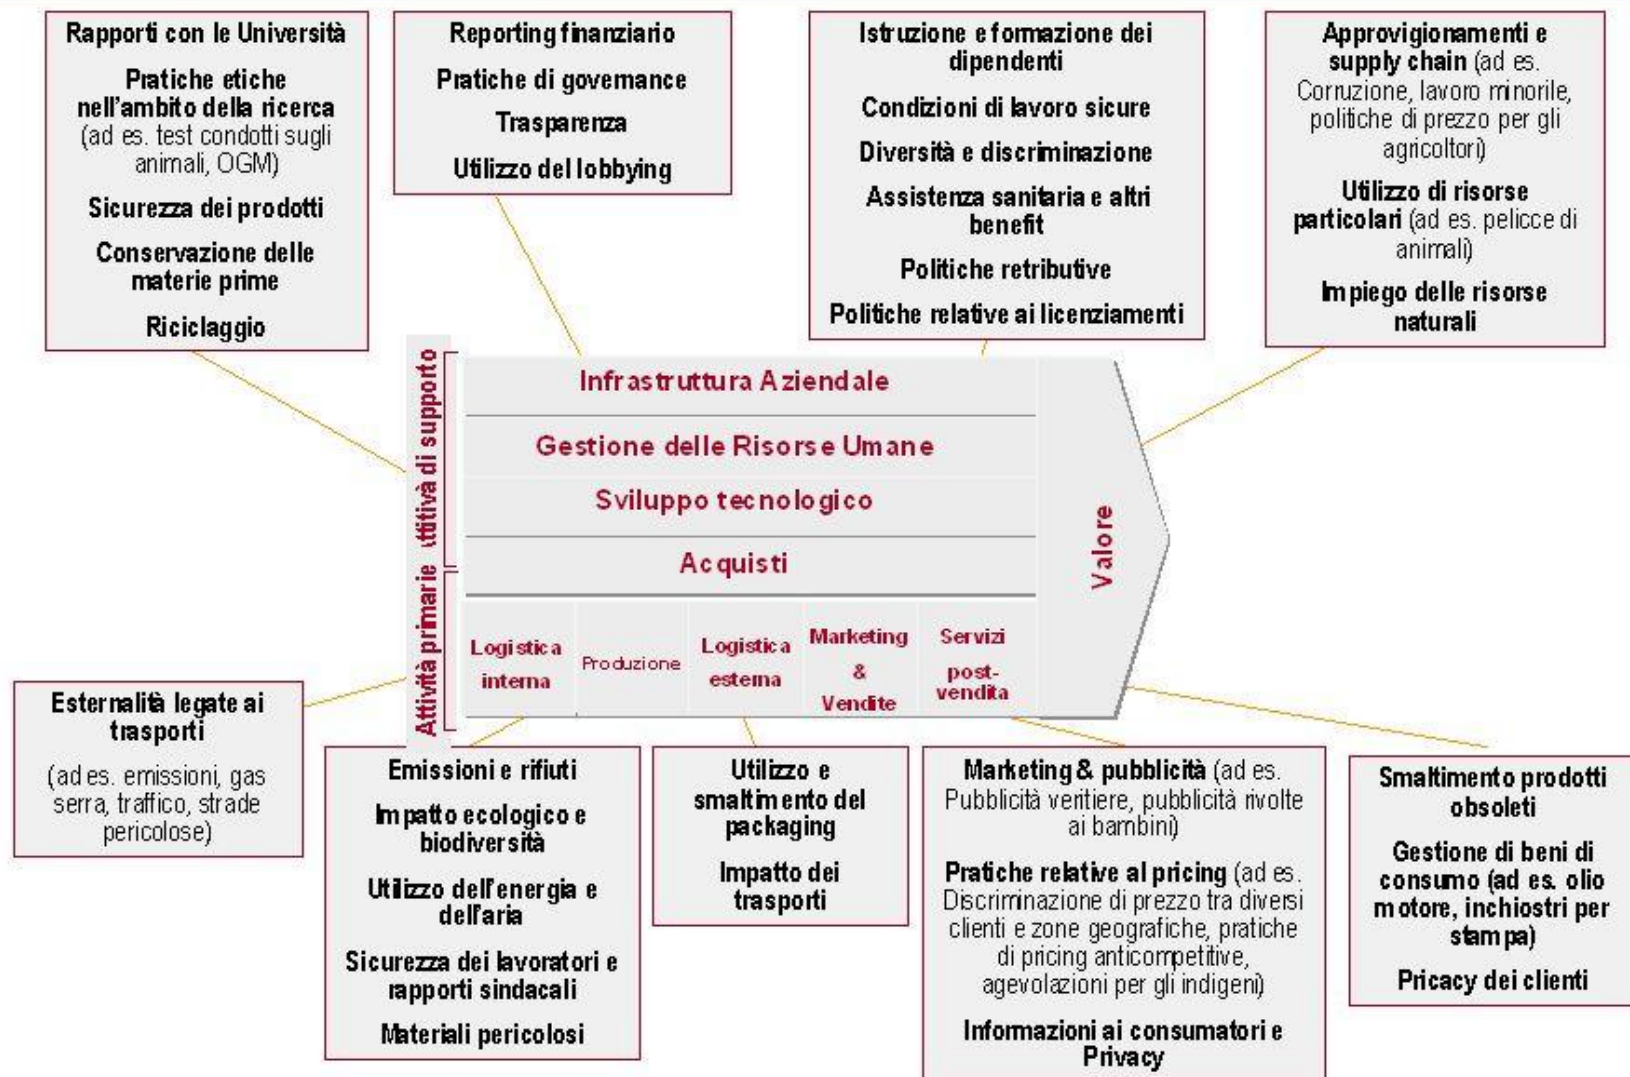 Rapporti con le Università
Pratiche etiche
nell'ambito della ricerca
(ad es. test condotti sugli
animali, OGM)
Sicurezza dei prodotti
Conservazione delle
materie prime
Riciclaggio
Reporting finanziario
Pratiche di governance
Trasparenza
Utilizzo del lobbying
Istruzione e formazione dei
dipendenti
Condizioni di lavoro sicure
Diversità e discriminazione
Assistenza sanitaria e altri
benefit
Politiche retributive
Politiche relative ai licenziamenti
Approvigionamenti e
supply chain (ad es.
Corruzione, lavoro minorile,
politiche di prezzo per gli
agricoltori)
Utilizzo di risorse
particolari (ad es. pelicce di
animali)
Impiego delle risorse
naturali
di supporto
Infrastruttura Aziendale
Gestione delle Risorse Umane
Sviluppo tecnologico
Acquisti
Valore
Attività primarie
Logistica
interna
Produzione
Logistica
esterna
Marketing
&
Vendite
Servizi
post-
vendita
Esternalità legate ai
trasporti
(ad es. emissioni, gas
serra, traffico, strade
pericolose)
Emissioni e rifiuti
Impatto ecologico e
biodiversità
Utilizzo dell'energia e
dell'aria
Sicurezza dei lavoratori e
rapporti sindacali
Materiali pericolosi
Utilizzo e
smaltimento del
packaging
Impatto dei
trasporti
Marketing & pubblicità (ad es.
Pubblicità veritiere, pubblicità rivolte
ai bambini)
Pratiche relative al pricing (ad es.
Discriminazione di prezzo tra diversi
clienti e zone geografiche, pratiche
di pricing anticompetitive,
agevolazioni per gli indigeni)
Informazioni ai consumatori e
Privacy
Smaltimento prodotti
obsoleti
Gestione di beni di
consumo (ad es. olio
motore, inchiostri per
stampa)
Pricacy dei clienti